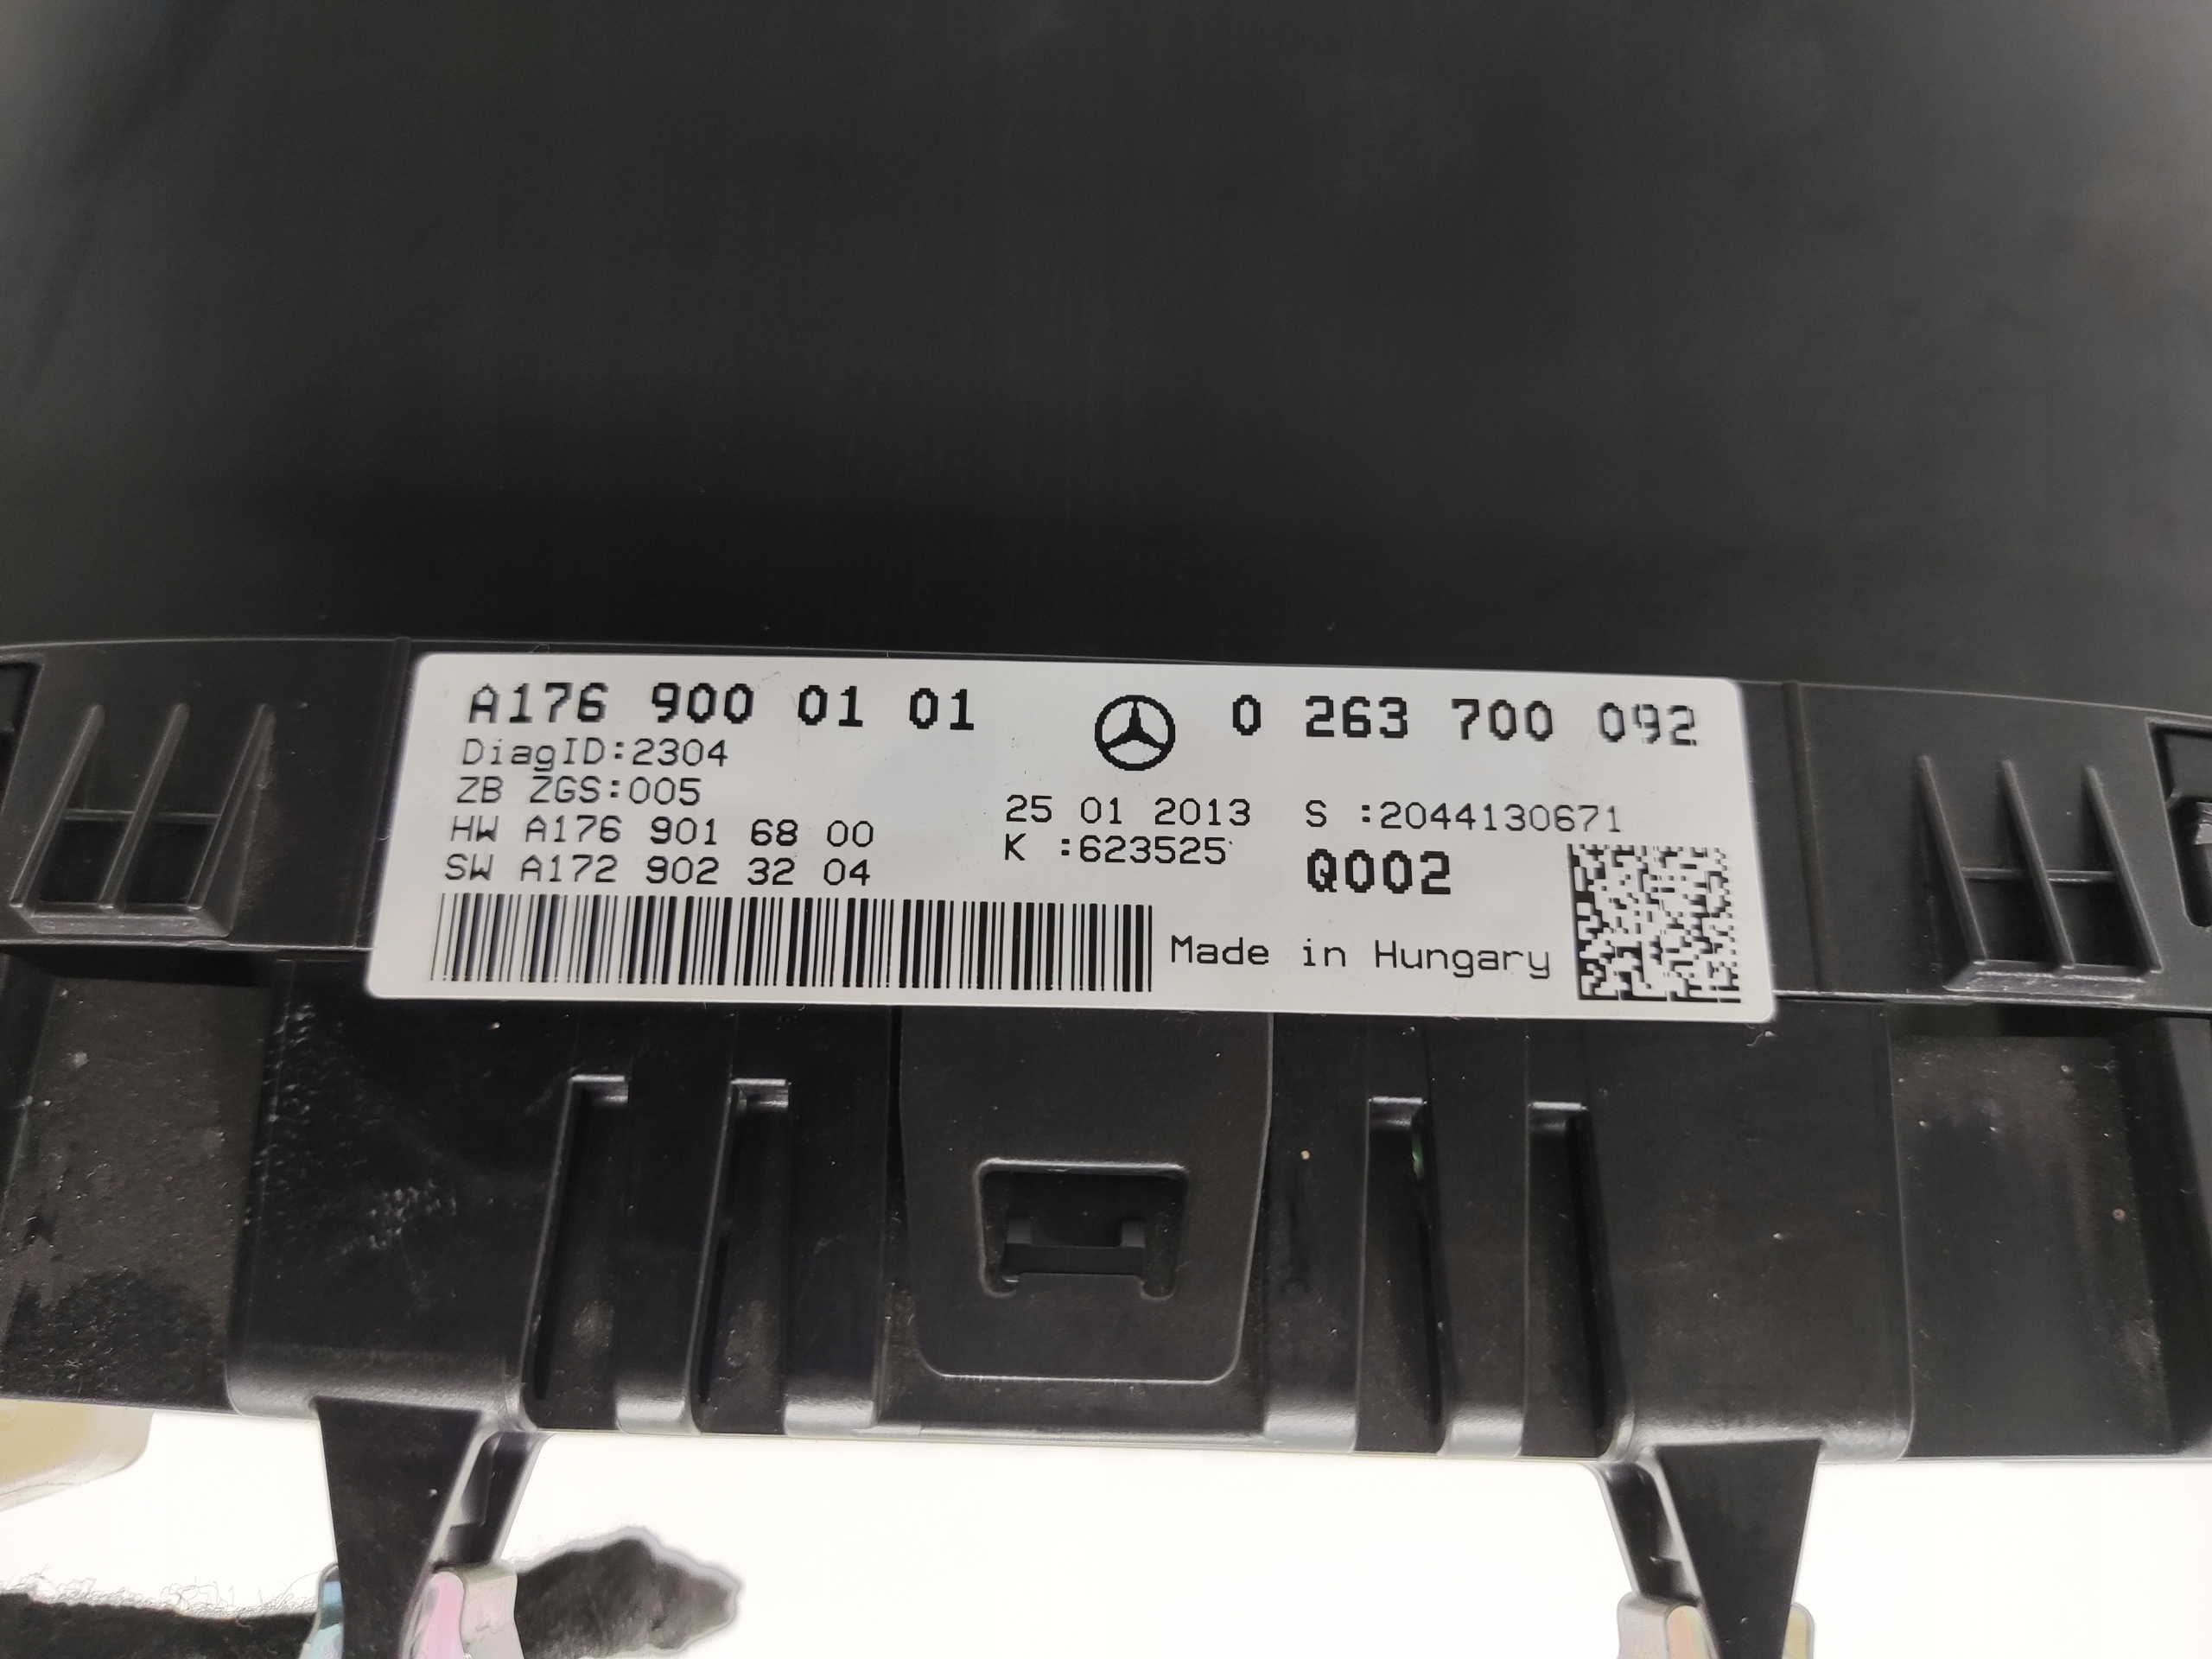 A176 900 01 01
0 263 700 092
DiagID:2304
ZB ZGS:005
HW A176 901 68 00
SW A172 902 32 04
25 01 2013
K :623525
S :2044130671
Q002
Made in Hungary